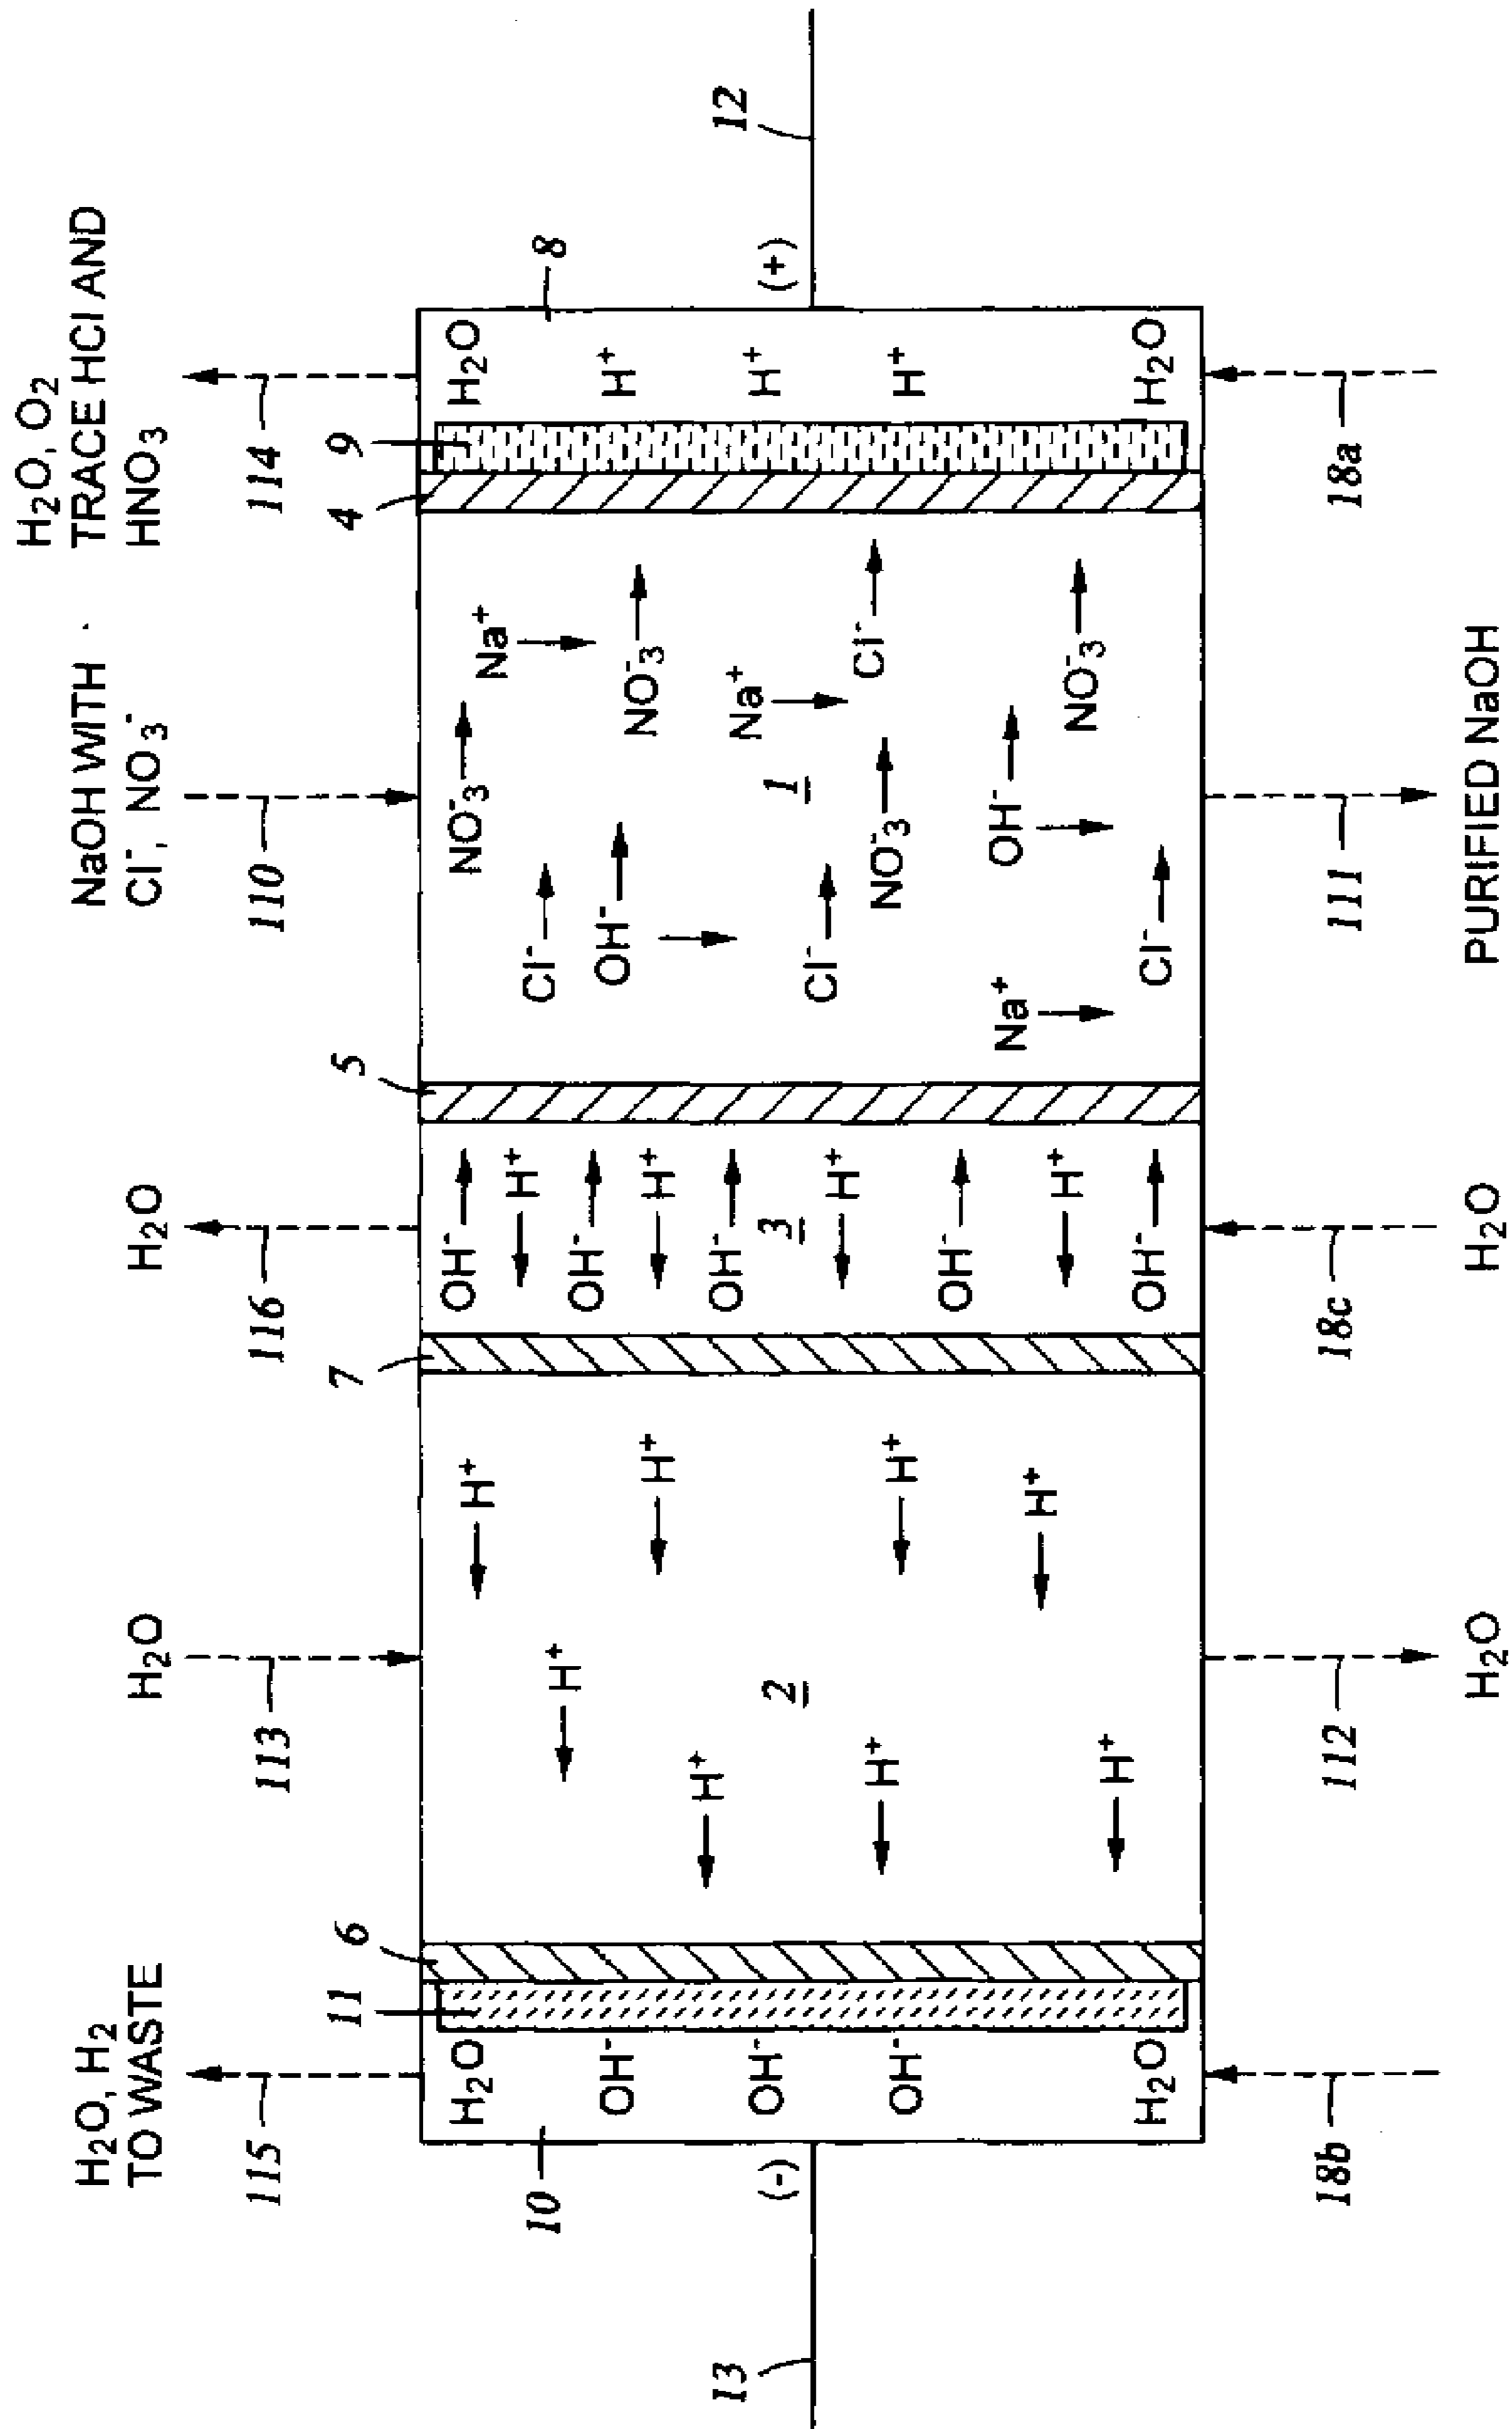 H₂O, H₂
TO WASTE
115
H₂O
113
H₂O
116
NaOH WITH
Cl⁻, NO₃⁻
110
H₂O, O₂
TRACE HCl AND
HNO₃
114
10
11
6
7
5
4
9
8
13
(-)
H₂O
OH⁻
OH⁻
OH⁻
H₂O
H⁺
H⁺
H⁺
H⁺
2
H⁺
H⁺
H⁺
H⁺
OH⁻
H⁺
OH⁻
H⁺
OH⁻
3
H⁺
OH⁻
H⁺
OH⁻
NO₃⁻
Na⁺
Cl⁻
OH⁻
NO₃⁻
Na⁺
1
Cl⁻
Cl⁻
NO₃⁻
OH⁻
NO₃⁻
Na⁺
Cl⁻
H₂O
H⁺
H⁺
H⁺
H₂O
(+)
12
18b
112
H₂O
18c
H₂O
111
PURIFIED NaOH
18a